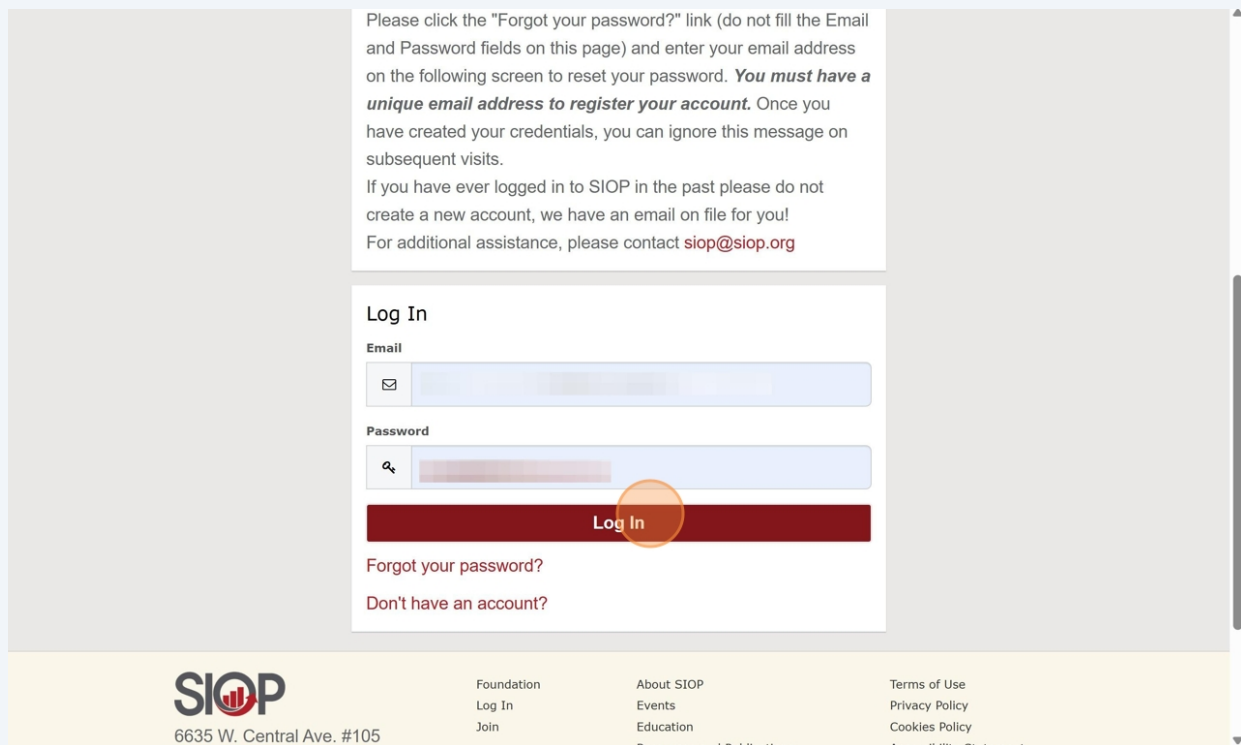 Please click the "Forgot your password?" link (do not fill the Email
and Password fields on this page) and enter your email address
on the following screen to reset your password. You must have a
unique email address to register your account. Once you
have created your credentials, you can ignore this message on
subsequent visits.
If you have ever logged in to SIOP in the past please do not
create a new account, we have an email on file for you!
For additional assistance, please contact siop@siop.org
Log In
Email
Password
Log In
Forgot your password?
Don't have an account?
SIOP
6635 W. Central Ave. #105
Foundation
Log In
Join
About SIOP
Events
Education
Terms of Use
Privacy Policy
Cookies Policy